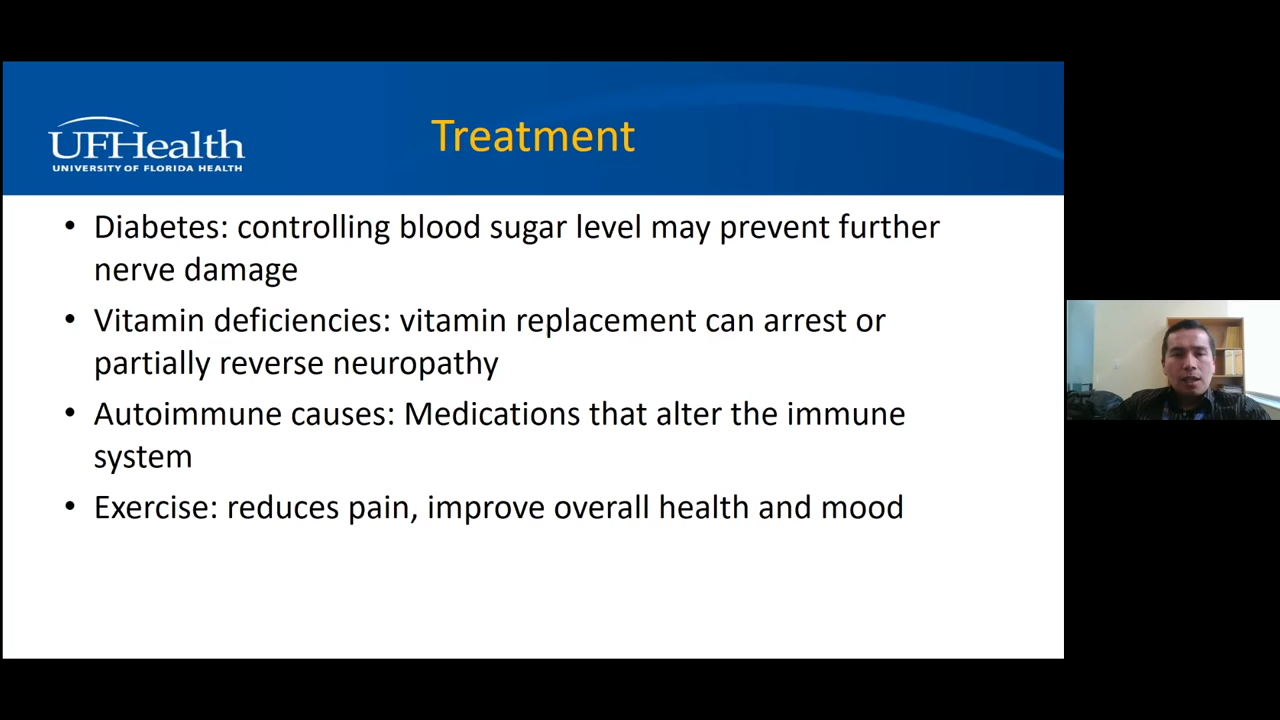 UFHealth
UNIVERSITY OF FLORIDA HEALTH
Treatment
• Diabetes: controlling blood sugar level may prevent further
nerve damage
• Vitamin deficiencies: vitamin replacement can arrest or
partially reverse neuropathy
• Autoimmune causes: Medications that alter the immune
system
• Exercise: reduces pain, improve overall health and mood